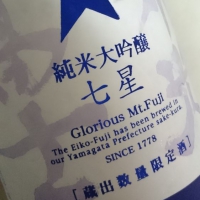 純米大吟醸
七星
Glorious Mt.Fuji
The Eiko-Fuji has been brewed in
our Yamagata Prefecture sake-kura.
SINCE 1778
[蔵出数量限定酒]